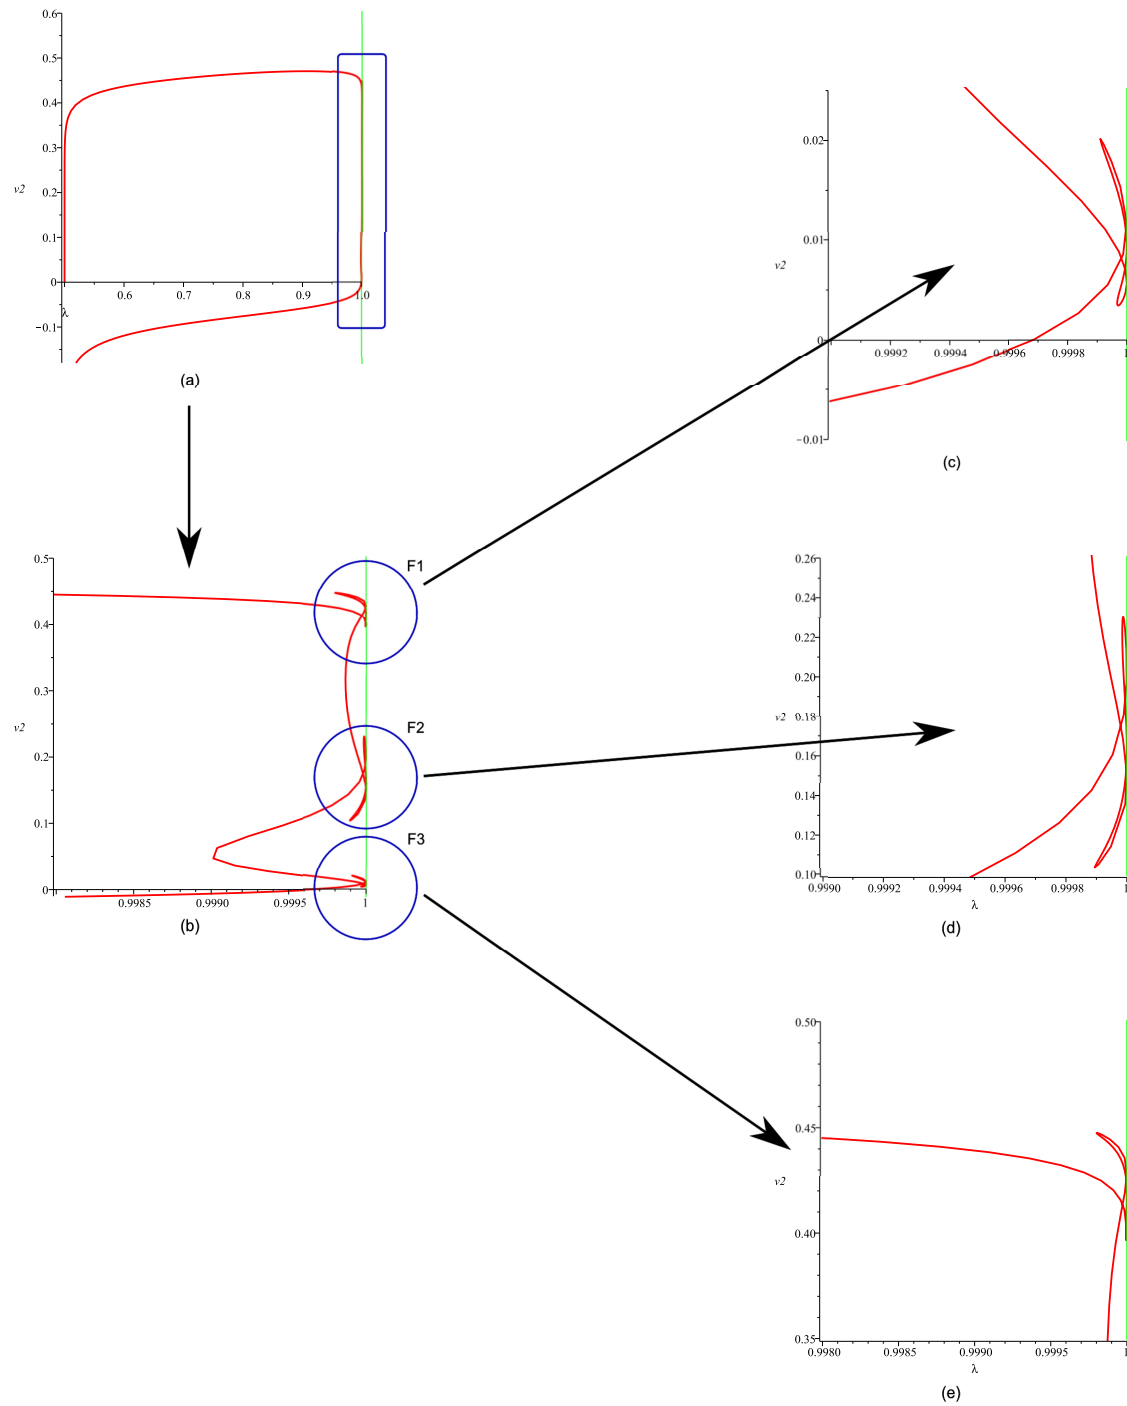 0.6
0.5
0.4
0.3
v2
0.2
0.1
0
0.6 0.7 0.8 0.9 1.0
λ
−0.1
(a)
0.02
0.01
v2
0
0.9992 0.9994 0.9996 0.9998 1
−0.01
(c)
0.5
F1
0.4
0.3
F2
v2
0.2
0.1
F3
0
0.9985 0.9990 0.9995 1
(b)
0.26
0.24
0.22
0.20
v2 0.18
0.16
0.14
0.12
0.10
0.990 0.9992 0.9994 0.9996 0.9998 1
λ
(d)
0.50
0.45
v2
0.40
0.35
0.9980 0.9985 0.9990 0.9995 1
λ
(e)